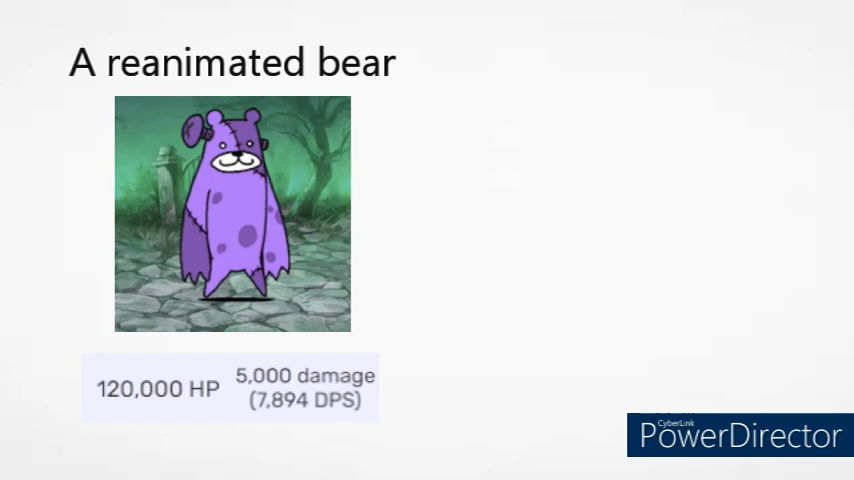 A reanimated bear
120,000 HP
5,000 damage
(7,894 DPS)
CyberLink
PowerDirector